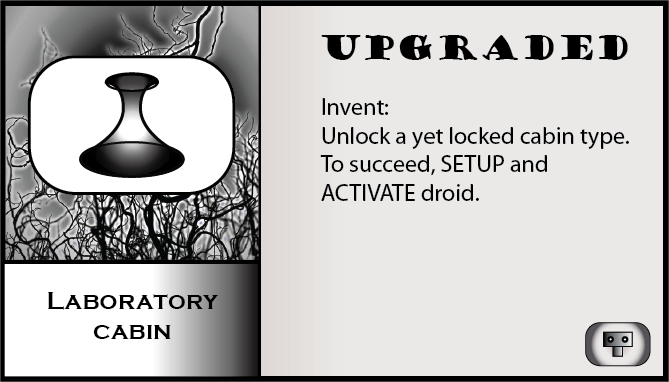 UPGRADED
Invent:
Unlock a yet locked cabin type.
To succeed, SETUP and
ACTIVATE droid.
Laboratory
cabin